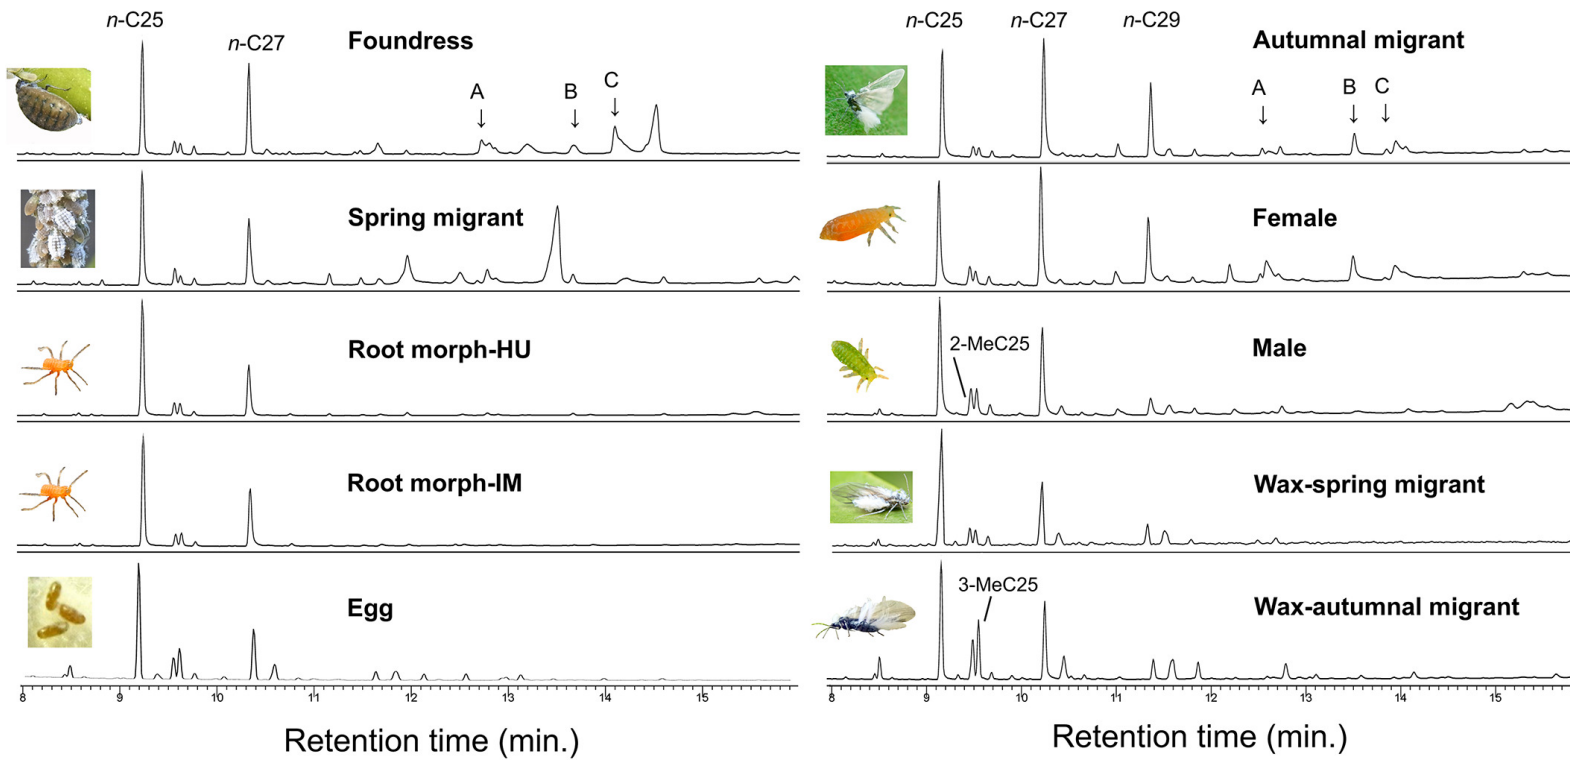 n-C25
n-C27
Foundress
A
B
C
Spring migrant
Root morph-HU
Root morph-IM
Egg
8 9 10 11 12 13 14 15
Retention time (min.)
n-C25
n-C27
n-C29
Autumnal migrant
A
B
C
Female
2-MeC25
Male
Wax-spring migrant
3-MeC25
Wax-autumnal migrant
8 9 10 11 12 13 14 15
Retention time (min.)